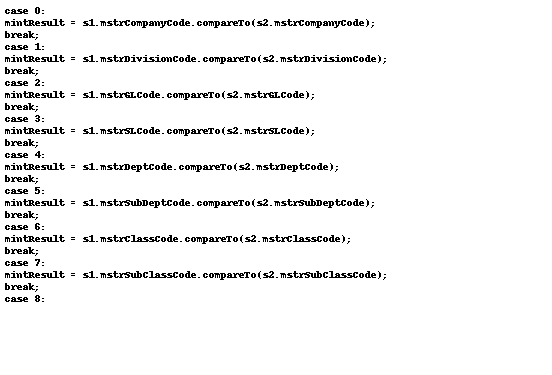 case 0:
mintResult = s1.mstrCompanyCode.compareTo(s2.mstrCompanyCode);
break;
case 1:
mintResult = s1.mstrDivisionCode.compareTo(s2.mstrDivisionCode);
break;
case 2:
mintResult = s1.mstrGLCode.compareTo(s2.mstrGLCode);
break;
case 3:
mintResult = s1.mstrSLCode.compareTo(s2.mstrSLCode);
break;
case 4:
mintResult = s1.mstrDeptCode.compareTo(s2.mstrDeptCode);
break;
case 5:
mintResult = s1.mstrSubDeptCode.compareTo(s2.mstrSubDeptCode);
break;
case 6:
mintResult = s1.mstrClassCode.compareTo(s2.mstrClassCode);
break;
case 7:
mintResult = s1.mstrSubClassCode.compareTo(s2.mstrSubClassCode);
break;
case 8: